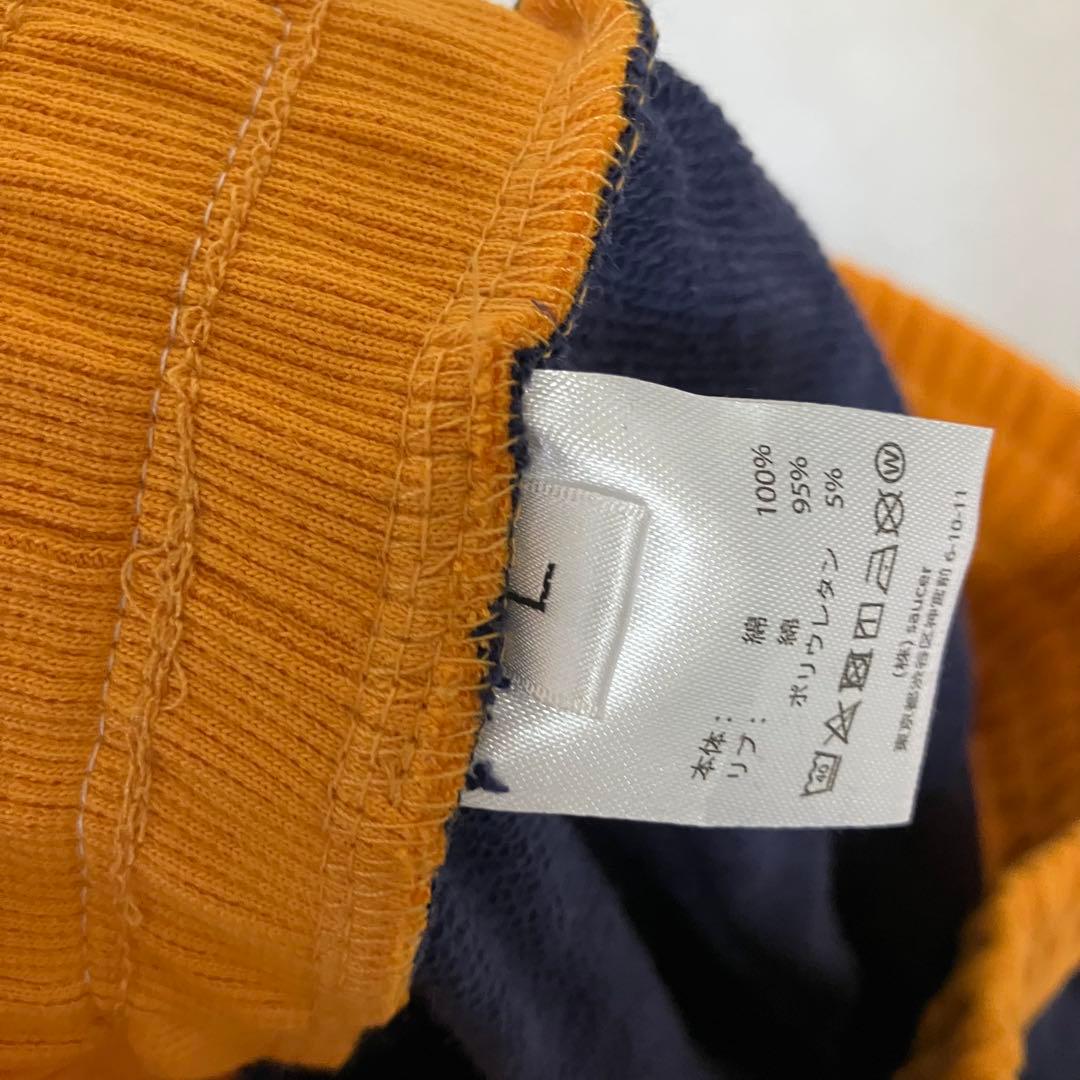 L
本体: 綿 100%
リブ: 綿 95%
ポリウレタン 5%
40 W
(株) saucer
東京都渋谷区神宮前 6-10-11